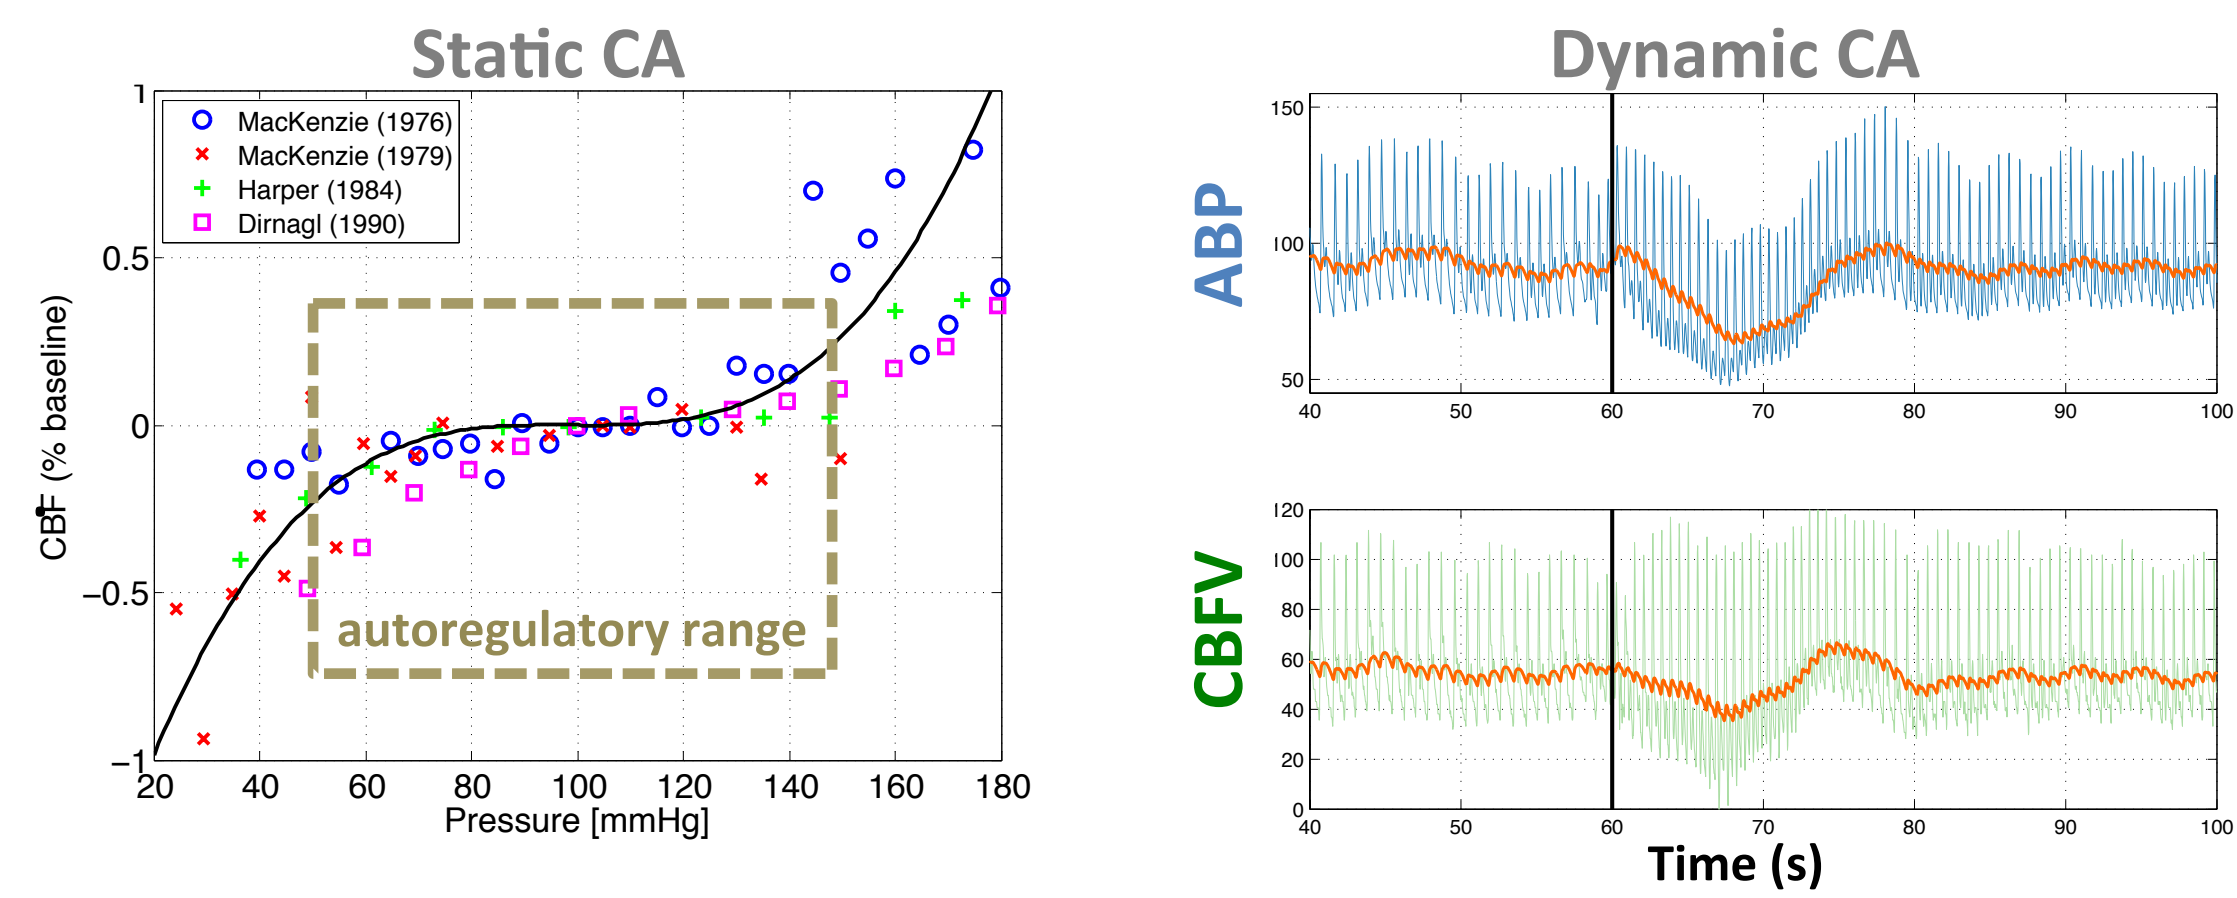 Static CA
1
0.5
0
−0.5
−1
CBF (% baseline)
MacKenzie (1976)
MacKenzie (1979)
Harper (1984)
Dirnagl (1990)
autoregulatory range
20 40 60 80 100 120 140 160 180
Pressure [mmHg]
Dynamic CA
ABP
150
100
50
40 50 60 70 80 90 100
CBFV
120
100
80
60
40
20
0
40 50 60 70 80 90 100
Time (s)